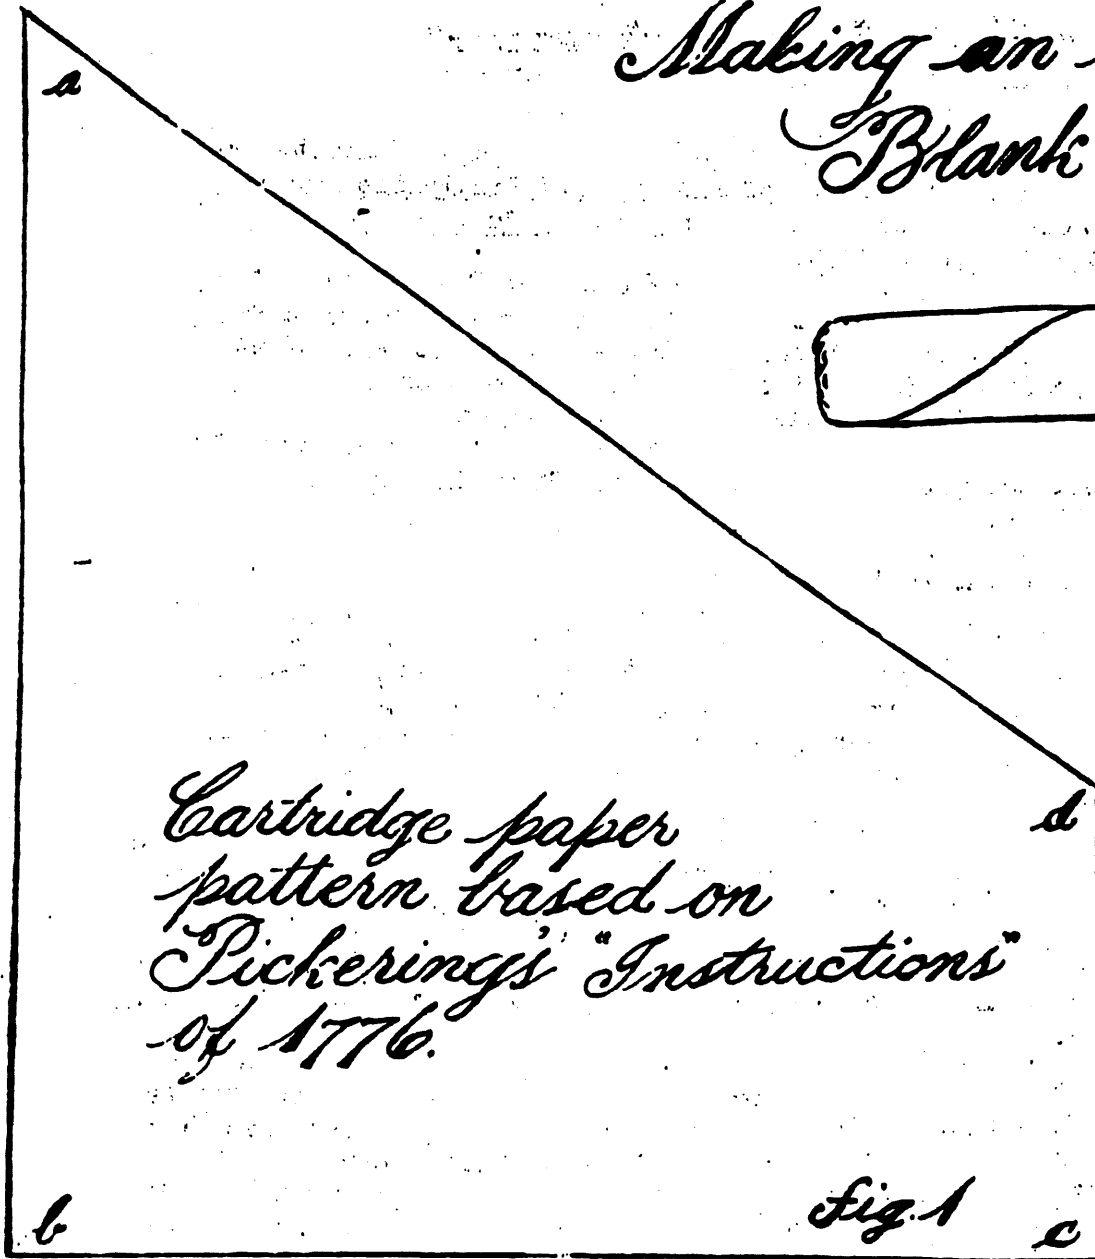 Making an
Blank
a
d
Cartridge paper
pattern based on
Pickering's "Instructions"
of 1776.
fig. 1
b
c